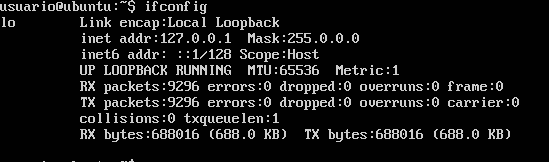 usuario@ubuntu:~$ ifconfig
lo Link encap:Local Loopback
inet addr:127.0.0.1 Mask:255.0.0.0
inet6 addr: ::1/128 Scope:Host
UP LOOPBACK RUNNING MTU:65536 Metric:1
RX packets:9296 errors:0 dropped:0 overruns:0 frame:0
TX packets:9296 errors:0 dropped:0 overruns:0 carrier:0
collisions:0 txqueuelen:1
RX bytes:688016 (688.0 KB) TX bytes:688016 (688.0 KB)